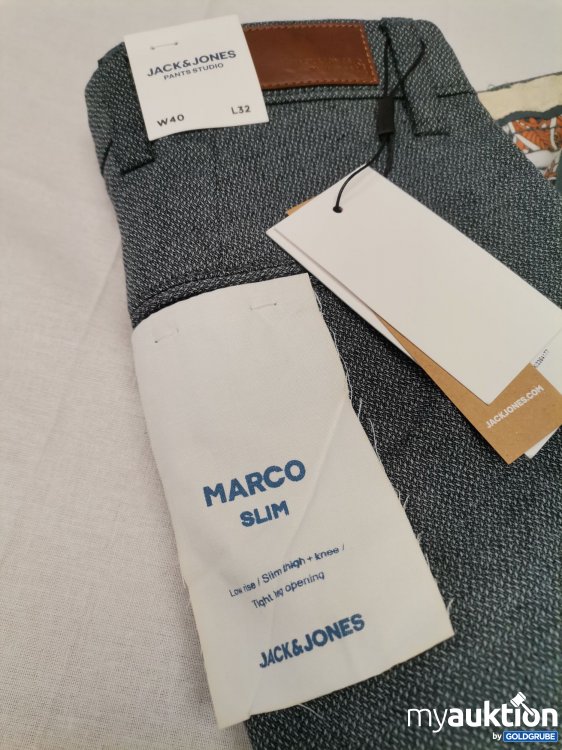 JACK&JONES
PANTS STUDIO
W40 L32
JACKJONES.COM
MARCO
SLIM
Low rise / Slim thigh + knee /
Tight leg opening
JACK&JONES
myauktion
by GOLDGRUBE